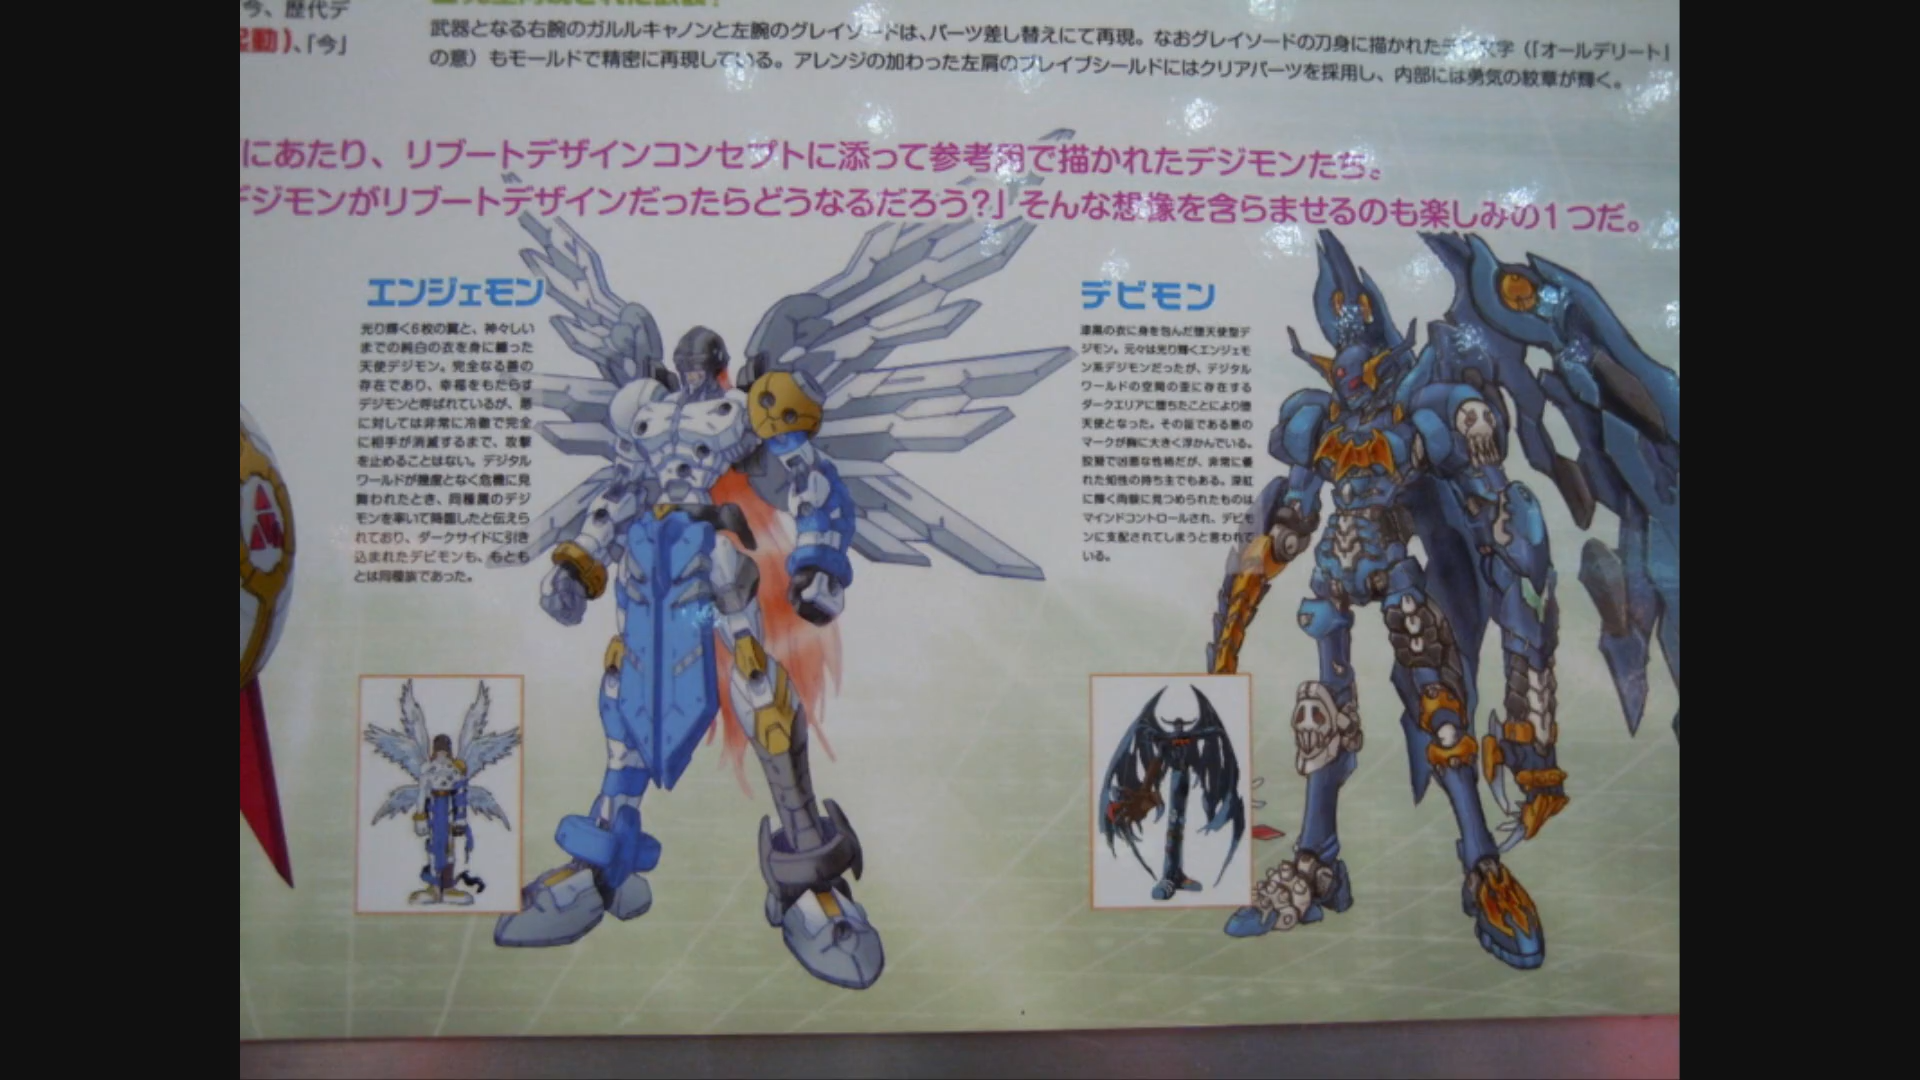 今、歴代デ
起動)、「今」
武器となる右腕のガルルキャノンと左腕のグレイソードは、パーツ差し替えにて再現。なおグレイソードの刀身に描かれたデジ文字(「オールデリート」
の意)もモールドで精密に再現している。アレンジの加わった左肩のブレイブシールドにはクリアパーツを採用し、内部には勇気の紋章が輝く。
にあたり、リブートデザインコンセプトに添って参考用で描かれたデジモンたち。
デジモンがリブートデザインだったらどうなるだろう?」そんな想像を含らませるのも楽しみの1つだ。
エンジェモン
光り輝く6枚の翼と、神々しい
までの純白の衣を身に纏った
天使デジモン。完全なる善の
存在であり、幸福をもたらす
デジモンと呼ばれているが、悪
に対しては非常に冷徹で完全
に相手が消滅するまで、攻撃
を止めることはない。デジタル
ワールドが幾度となく危機に見
舞われたとき、同種属のデジ
モンを率いて降臨したと伝えら
れており、ダークサイドに引き
込まれたデビモンも、もとも
とは同種族であった。
デビモン
漆黒の衣に身を包んだ堕天使型デ
ジモン。元々は光り輝くエンジェモ
ン系デジモンだったが、デジタル
ワールドの空間の歪に存在する
ダークエリアに堕ちたことにより堕
天使となった。その証である悪の
マークが胸に大きく浮かんでいる。
狡猾で凶悪な性格だが、非常に優
れた知性の持ち主でもある。深紅
に輝く両眼に見つめられたものは
マインドコントロールされ、デビモ
ンに支配されてしまうと言われて
いる。